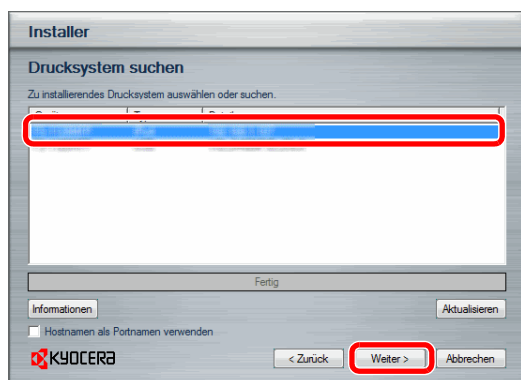 Installer
Drucksystem suchen
Zu installierendes Drucksystem auswählen oder suchen.
Fertig
Informationen
Aktualisieren
Hostnamen als Portnamen verwenden
KYOCERA
< Zurück
Weiter >
Abbrechen